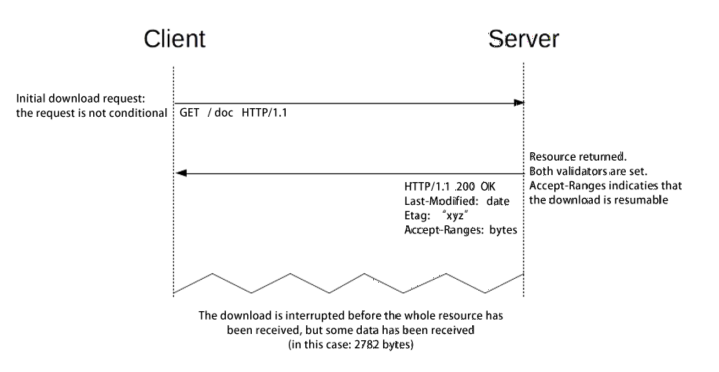 Client
Server
Initial download request:
the request is not conditional
GET / doc HTTP/1.1
Resource returned.
Both validators are set.
Accept-Ranges indicaties that
the download is resumable
HTTP/1.1 .200 OK
Last-Modified: date
Etag: "xyz"
Accept-Ranges: bytes
The download is interrupted before the whole resource has
been received, but some data has been received
(in this case: 2782 bytes)